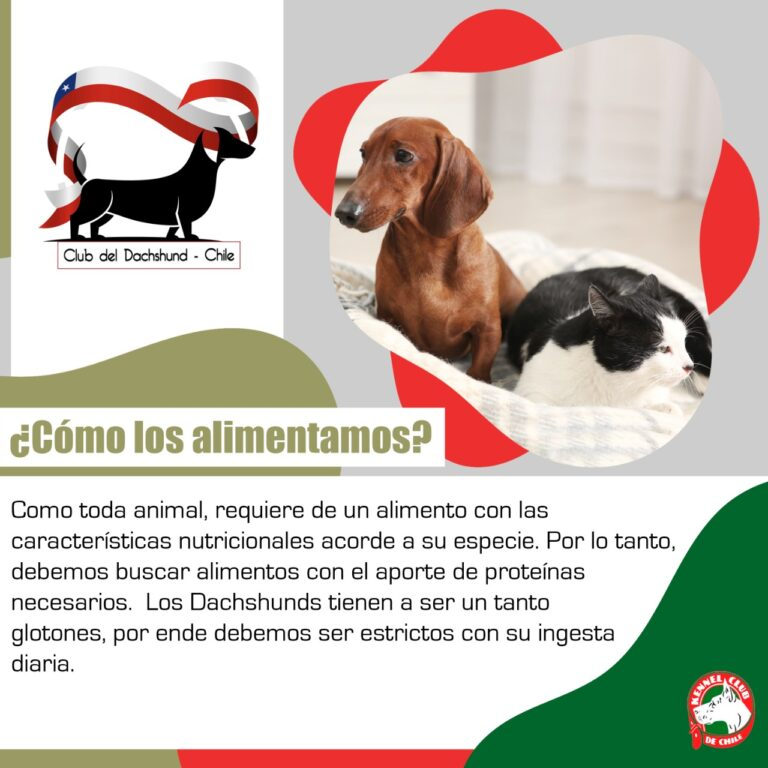 Club del Dachshund - Chile
¿Cómo los alimentamos?
Como toda animal, requiere de un alimento con las
características nutricionales acorde a su especie. Por lo tanto,
debemos buscar alimentos con el aporte de proteínas
necesarios. Los Dachshunds tienen a ser un tanto
glotones, por ende debemos ser estrictos con su ingesta
diaria.
KENNEL CLUB
DE CHILE